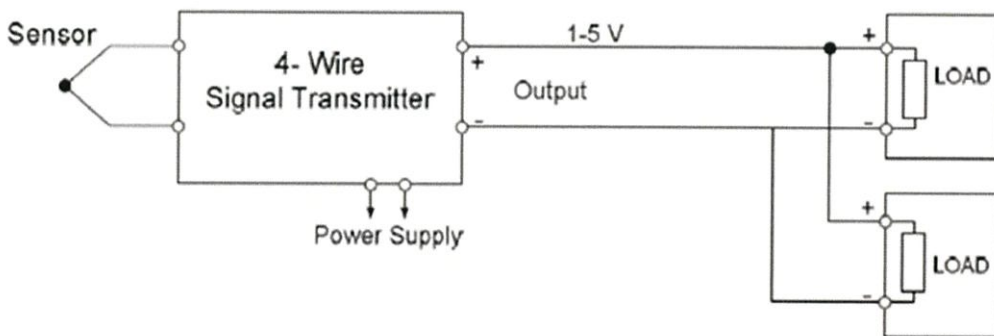 Sensor
4- Wire
Signal Transmitter
+
-
1-5 V
Output
Power Supply
+
LOAD
-
+
LOAD
-